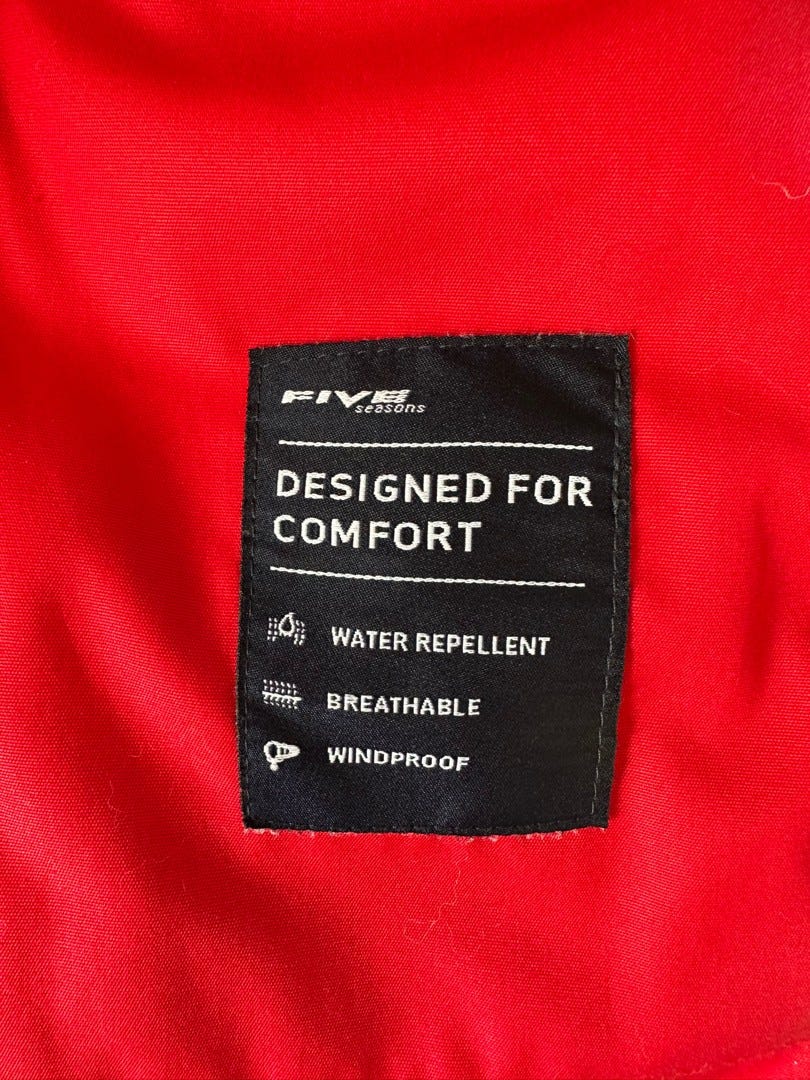 FIVE
seasons
DESIGNED FOR
COMFORT
WATER REPELLENT
BREATHABLE
WINDPROOF